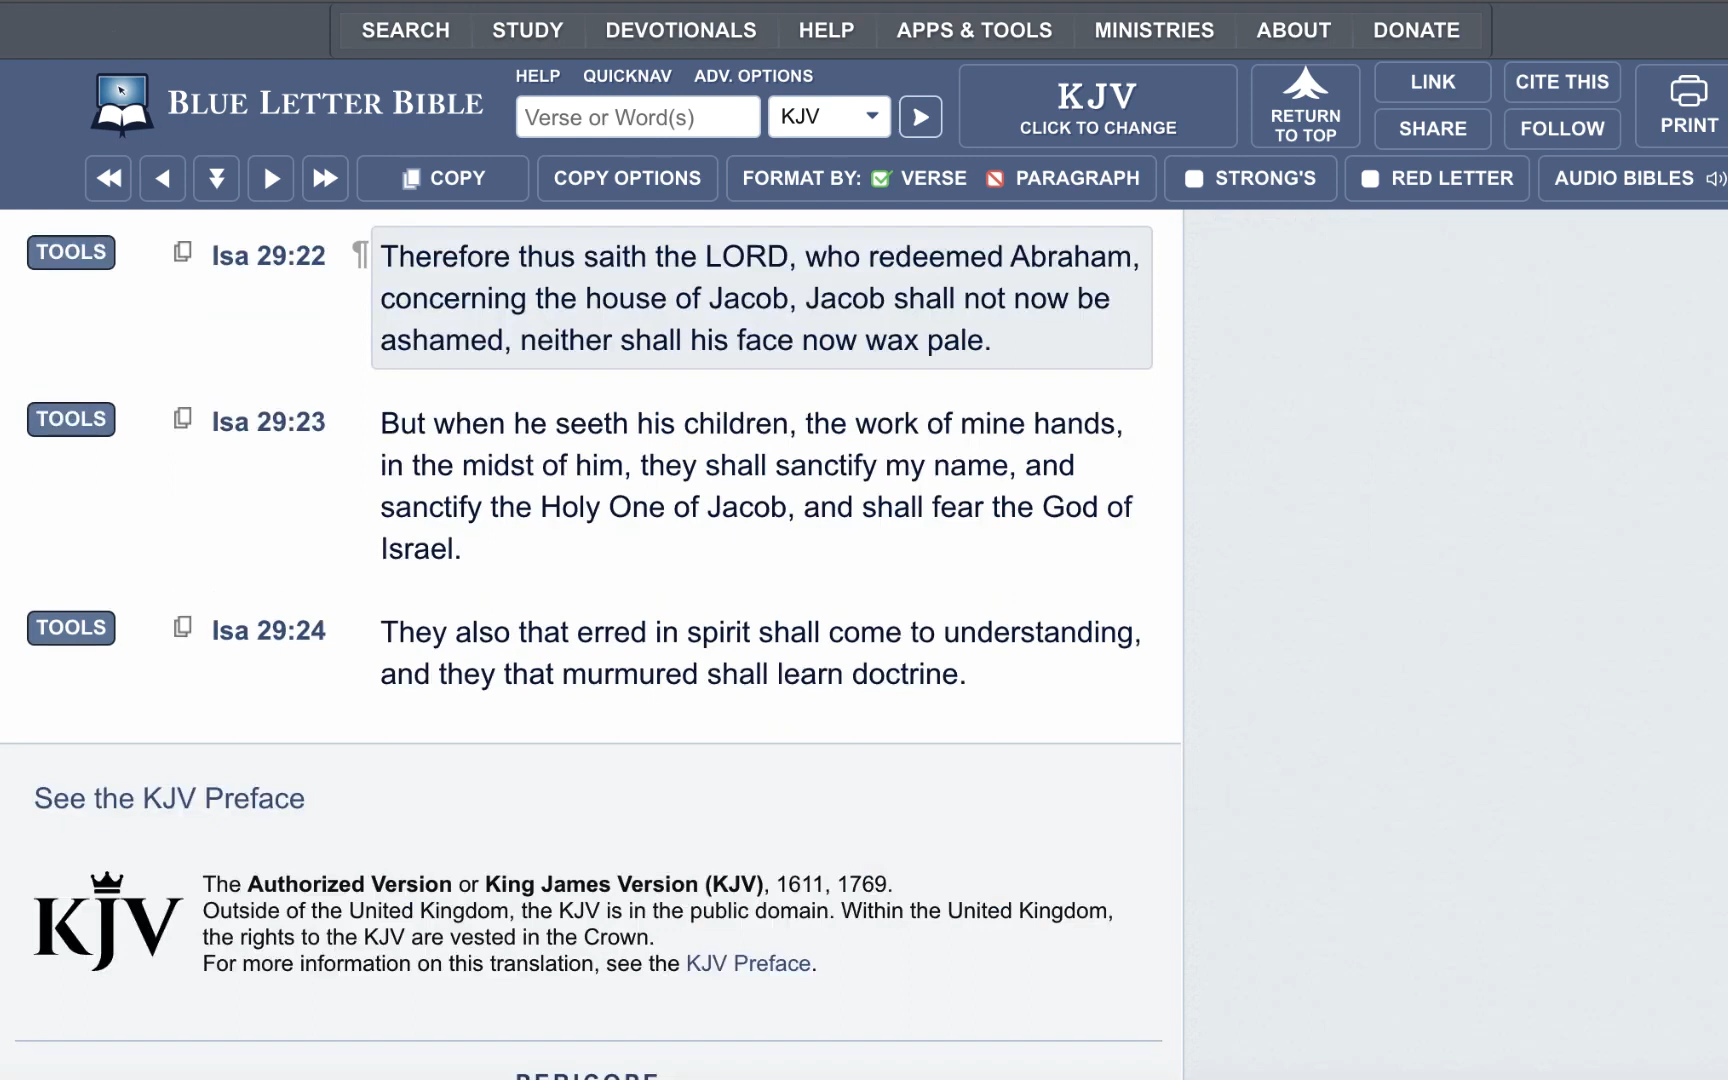 SEARCH STUDY DEVOTIONALS HELP APPS & TOOLS MINISTRIES ABOUT DONATE
BLUE LETTER BIBLE
HELP QUICKNAV ADV. OPTIONS
Verse or Word(s) KJV
KJV
CLICK TO CHANGE
RETURN
TO TOP
LINK CITE THIS
SHARE FOLLOW
PRINT
COPY COPY OPTIONS FORMAT BY: VERSE PARAGRAPH STRONG'S RED LETTER AUDIO BIBLES
TOOLS Isa 29:22 ¶ Therefore thus saith the LORD, who redeemed Abraham,
concerning the house of Jacob, Jacob shall not now be
ashamed, neither shall his face now wax pale.
TOOLS Isa 29:23 But when he seeth his children, the work of mine hands,
in the midst of him, they shall sanctify my name, and
sanctify the Holy One of Jacob, and shall fear the God of
Israel.
TOOLS Isa 29:24 They also that erred in spirit shall come to understanding,
and they that murmured shall learn doctrine.
See the KJV Preface
KJV
The Authorized Version or King James Version (KJV), 1611, 1769.
Outside of the United Kingdom, the KJV is in the public domain. Within the United Kingdom,
the rights to the KJV are vested in the Crown.
For more information on this translation, see the KJV Preface.
PERICOPE